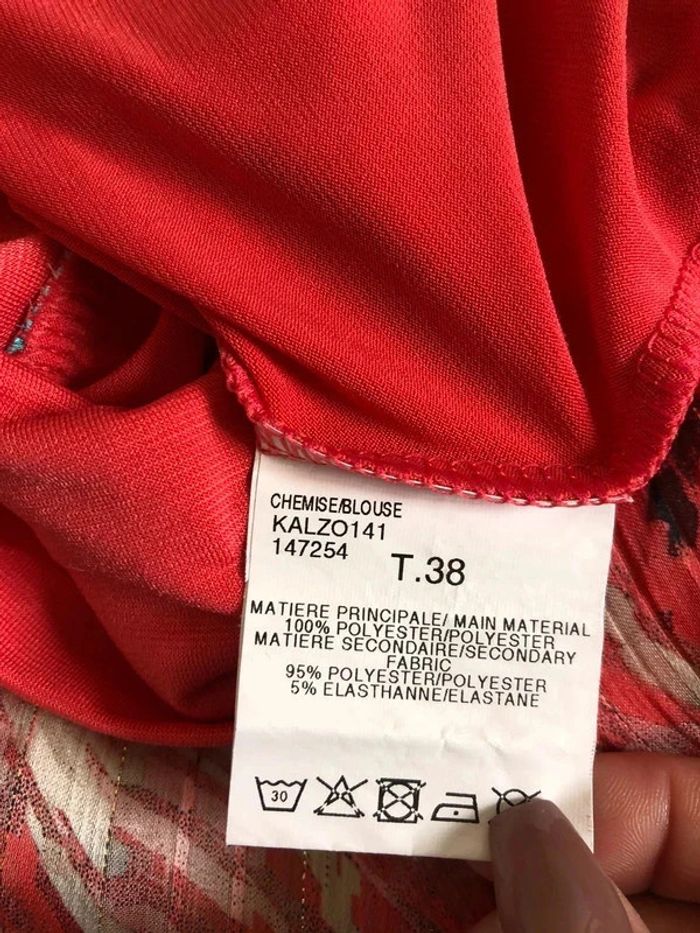 CHEMISE/BLOUSE
KALZO141
147254
T.38
MATIERE PRINCIPALE/ MAIN MATERIAL
100% POLYESTER/POLYESTER
MATIERE SECONDAIRE/SECONDARY
FABRIC
95% POLYESTER/POLYESTER
5% ELASTHANNE/ELASTANE
30